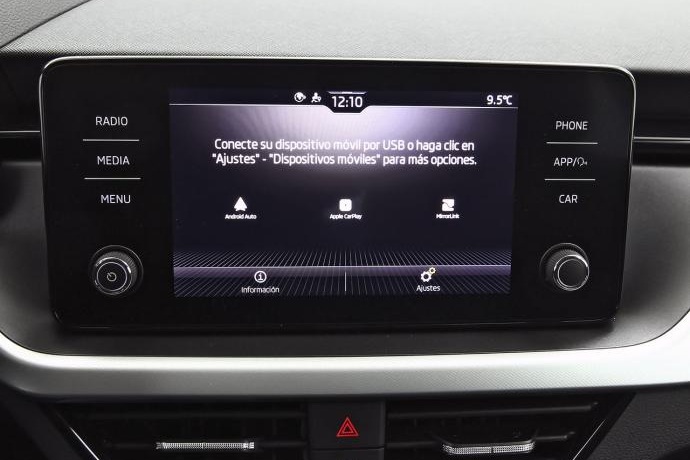 12:10
9.5°C
RADIO
MEDIA
MENU
Conecte su dispositivo móvil por USB o haga clic en
"Ajustes" - "Dispositivos móviles" para más opciones.
Android Auto
Apple CarPlay
MirrorLink
Información
Ajustes
PHONE
APP/
CAR